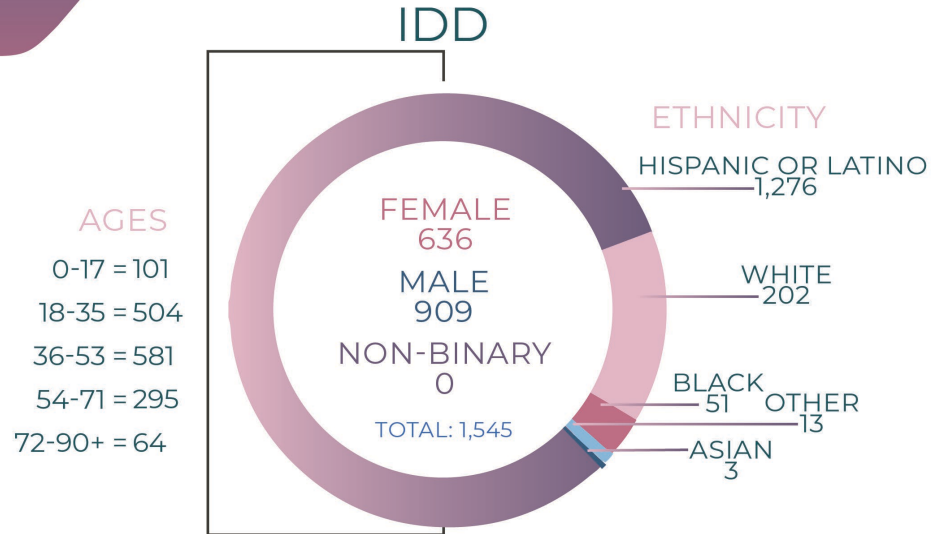 IDD
AGES
0-17 = 101
18-35 = 504
36-53 = 581
54-71 = 295
72-90+ = 64
FEMALE
636
MALE
909
NON-BINARY
0
TOTAL: 1,545
ETHNICITY
HISPANIC OR LATINO
1,276
WHITE
202
BLACK
51
OTHER
13
ASIAN
3